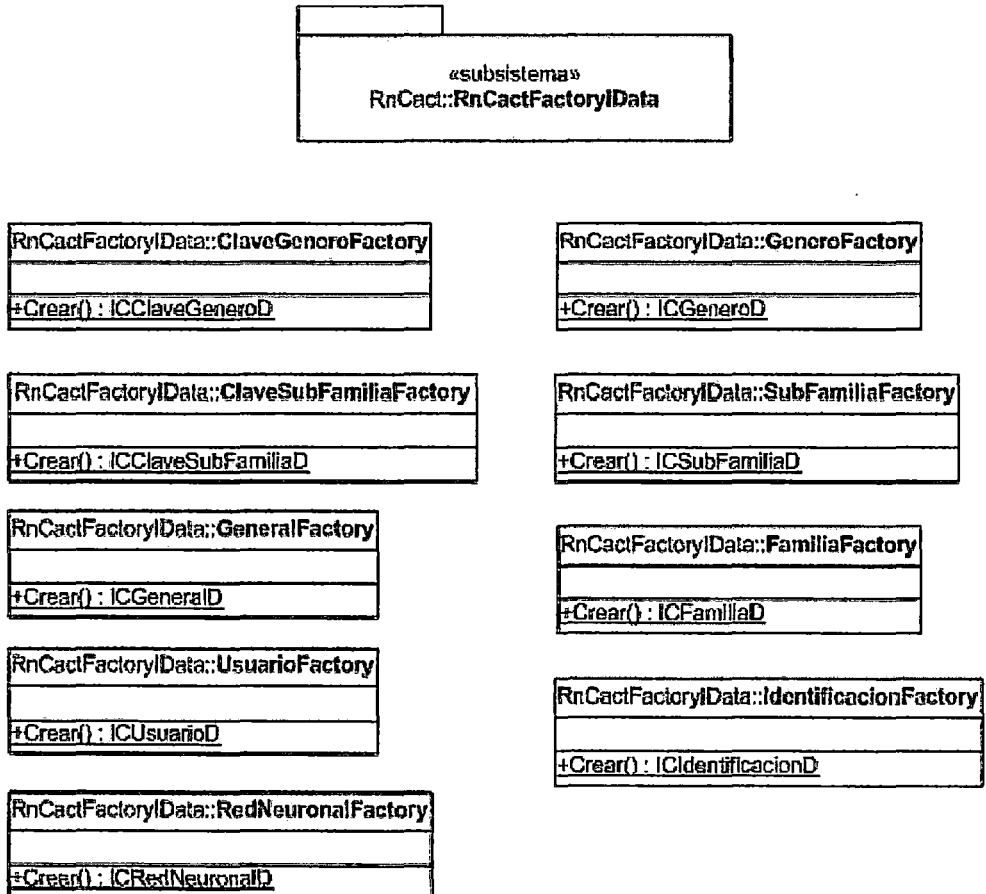 «subsistema»
RnCact::RnCactFactoryIData
RnCactFactoryIData::ClaveGeneroFactory
+Crear() : ICClaveGeneroD
RnCactFactoryIData::GeneroFactory
+Crear() : ICGeneroD
RnCactFactoryIData::ClaveSubFamiliaFactory
+Crear() : ICClaveSubFamiliaD
RnCactFactoryIData::SubFamiliaFactory
+Crear() : ICSubFamiliaD
RnCactFactoryIData::GeneralFactory
+Crear() : ICGeneralD
RnCactFactoryIData::FamiliaFactory
+Crear() : ICFamiliaD
RnCactFactoryIData::UsuarioFactory
+Crear() : ICUsuarioD
RnCactFactoryIData::IdentificacionFactory
+Crear() : ICIdentificacionD
RnCactFactoryIData::RedNeuronalFactory
+Crear() : ICRedNeuronalD